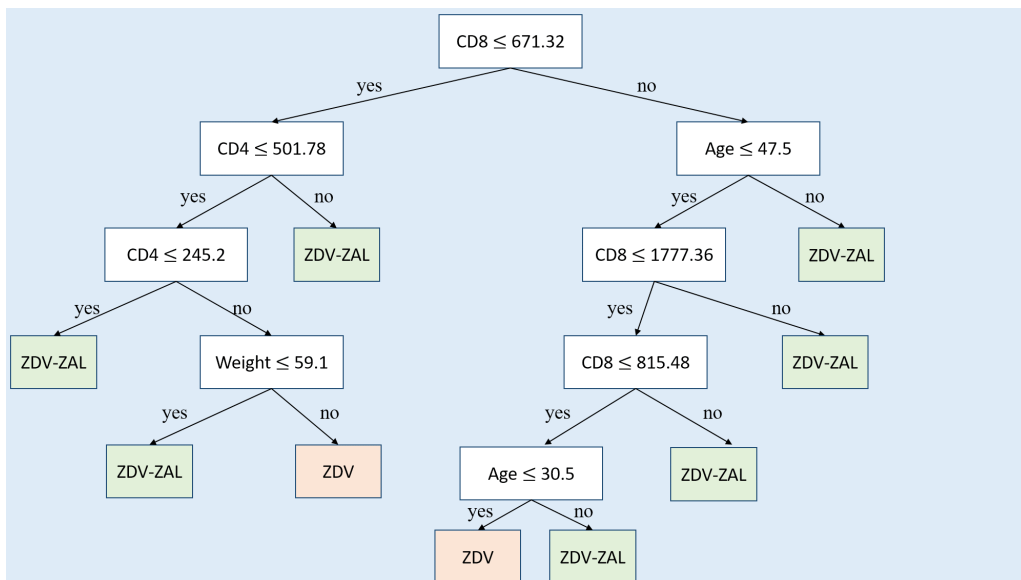 CD8 ≤ 671.32
yes
no
CD4 ≤ 501.78
Age ≤ 47.5
yes
no
yes
no
CD4 ≤ 245.2
ZDV-ZAL
CD8 ≤ 1777.36
ZDV-ZAL
yes
no
yes
no
ZDV-ZAL
Weight ≤ 59.1
CD8 ≤ 815.48
ZDV-ZAL
yes
no
yes
no
ZDV-ZAL
ZDV
Age ≤ 30.5
ZDV-ZAL
yes
no
ZDV
ZDV-ZAL